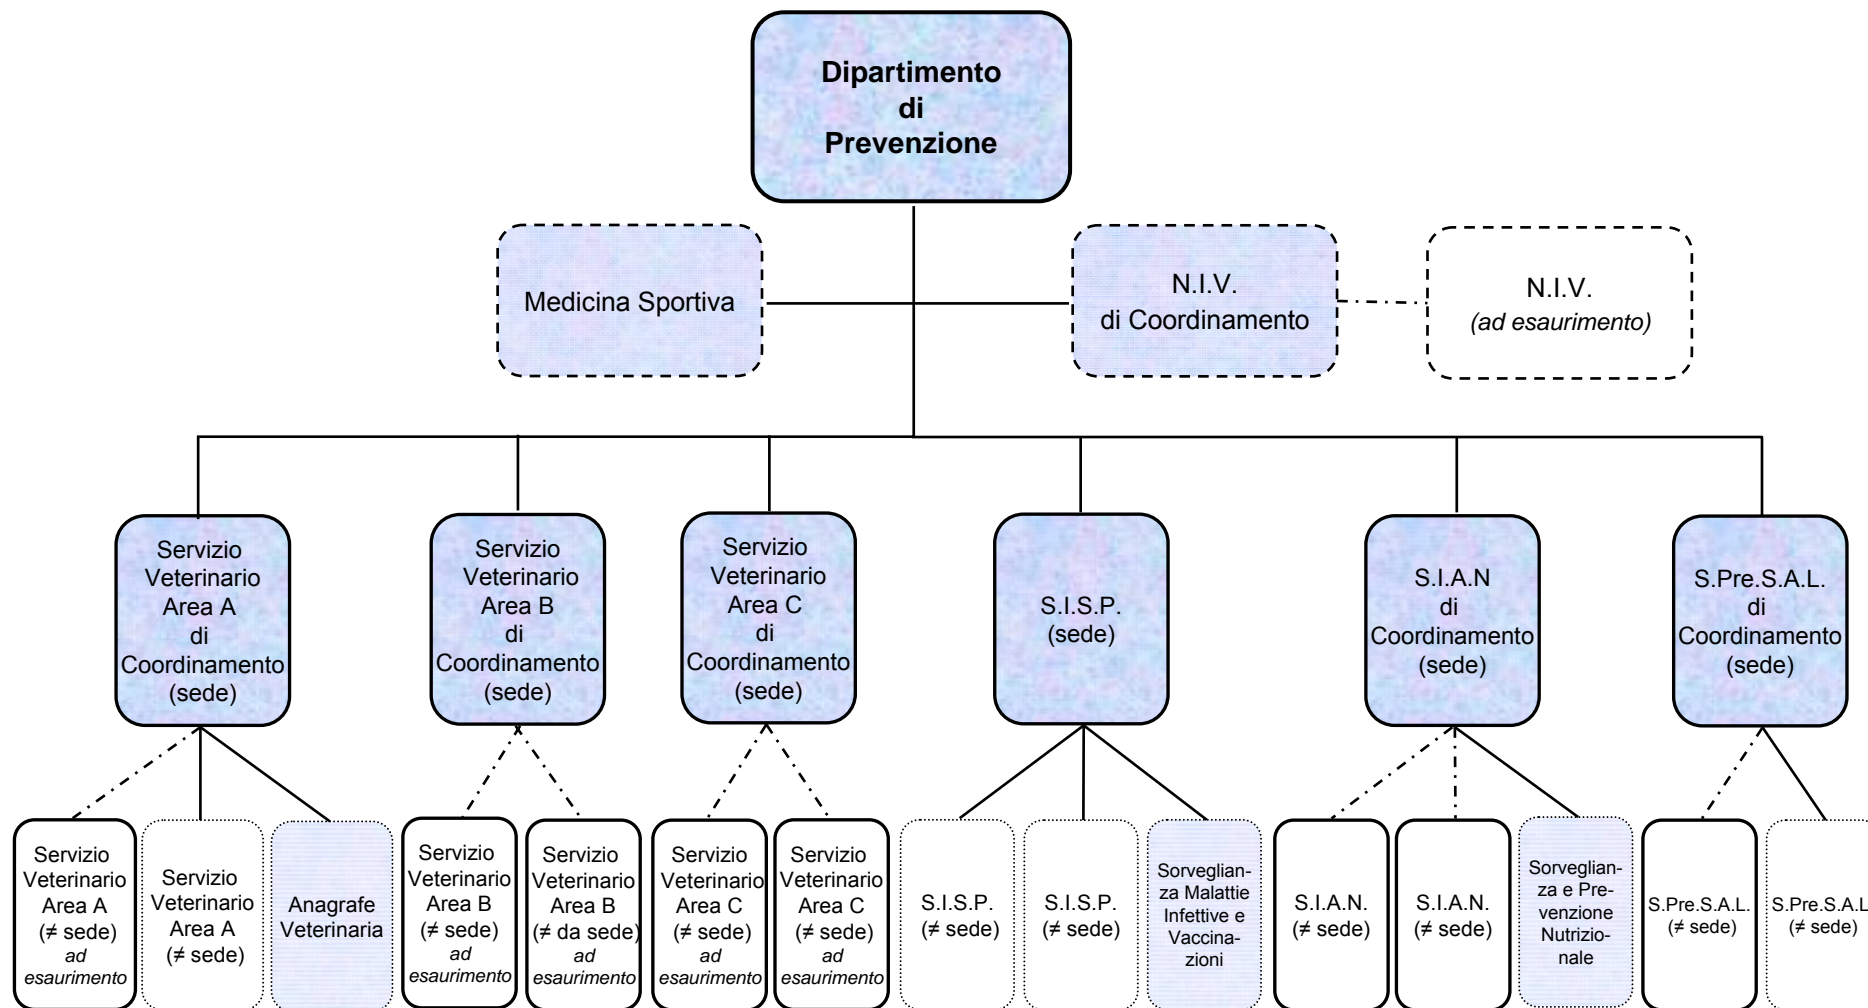 Dipartimento
di
Prevenzione
Medicina Sportiva
N.I.V.
di Coordinamento
N.I.V.
(ad esaurimento)
Servizio
Veterinario
Area A
di
Coordinamento
(sede)
Servizio
Veterinario
Area B
di
Coordinamento
(sede)
Servizio
Veterinario
Area C
di
Coordinamento
(sede)
S.I.S.P.
(sede)
S.I.A.N
di
Coordinamento
(sede)
S.Pre.S.A.L.
di
Coordinamento
(sede)
Servizio
Veterinario
Area A
(≠ sede)
ad
esaurimento
Servizio
Veterinario
Area A
(≠ sede)
Anagrafe
Veterinaria
Servizio
Veterinario
Area B
(≠ sede)
ad
esaurimento
Servizio
Veterinario
Area B
(≠ da sede)
ad
esaurimento
Servizio
Veterinario
Area C
(≠ sede)
ad
esaurimento
Servizio
Veterinario
Area C
(≠ sede)
ad
esaurimento
S.I.S.P.
(≠ sede)
S.I.S.P.
(≠ sede)
Sorveglian-
za Malattie
Infettive e
Vaccina-
zioni
S.I.A.N.
(≠ sede)
S.I.A.N.
(≠ sede)
Sorveglian-
za e Pre-
venzione
Nutrizio-
nale
S.Pre.S.A.L.
(≠ sede)
S.Pre.S.A.L
(≠ sede)